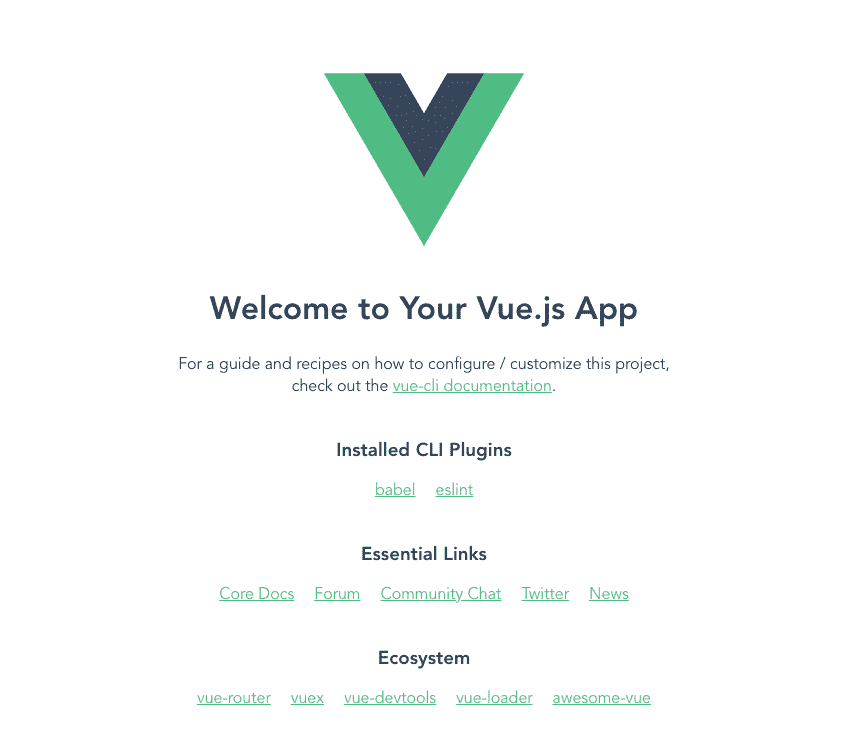 Welcome to Your Vue.js App
For a guide and recipes on how to configure / customize this project,
check out the vue-cli documentation.
Installed CLI Plugins
babel eslint
Essential Links
Core Docs Forum Community Chat Twitter News
Ecosystem
vue-router vuex vue-devtools vue-loader awesome-vue